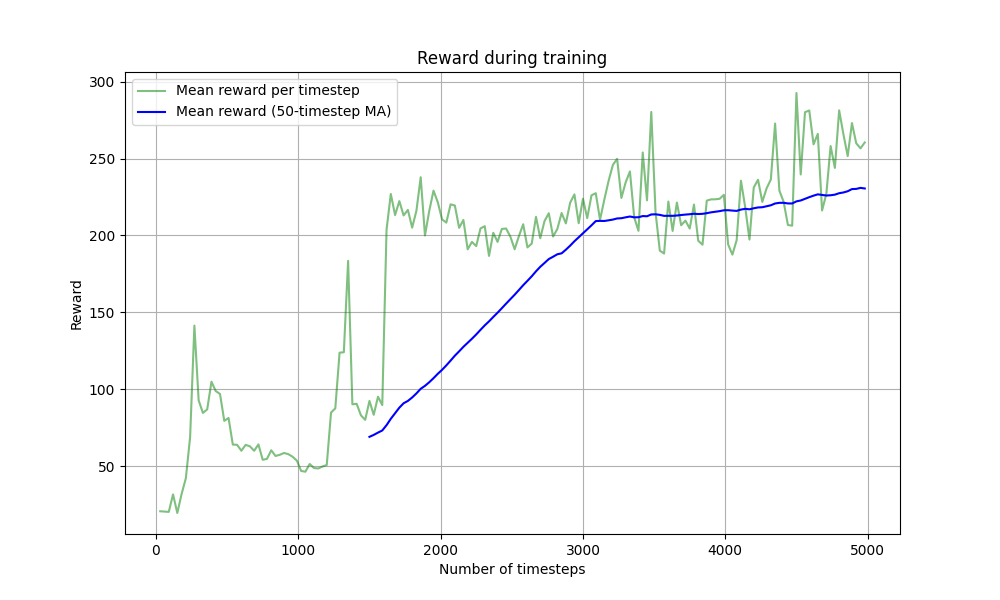 Reward during training
Mean reward per timestep
Mean reward (50-timestep MA)
300
250
200
150
100
50
Reward
0 1000 2000 3000 4000 5000
Number of timesteps